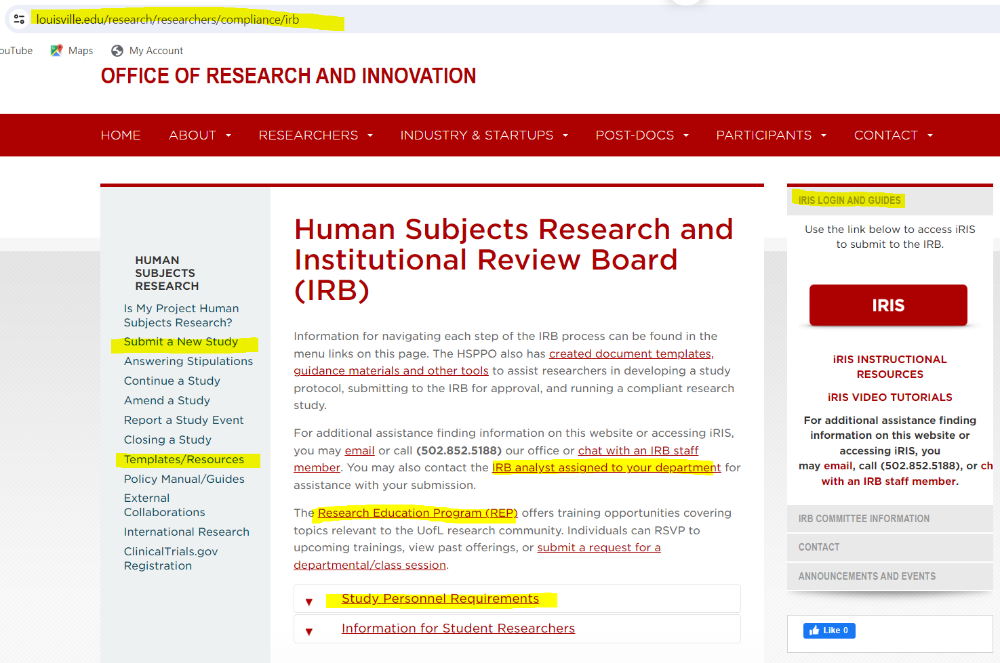 louisville.edu/research/researchers/compliance/irb
ouTube Maps My Account
OFFICE OF RESEARCH AND INNOVATION
HOME ABOUT RESEARCHERS INDUSTRY & STARTUPS POST-DOCS PARTICIPANTS CONTACT
HUMAN
SUBJECTS
RESEARCH
Is My Project Human
Subjects Research?
Submit a New Study
Answering Stipulations
Continue a Study
Amend a Study
Report a Study Event
Closing a Study
Templates/Resources
Policy Manual/Guides
External
Collaborations
International Research
ClinicalTrials.gov
Registration
Human Subjects Research and
Institutional Review Board
(IRB)
Information for navigating each step of the IRB process can be found in the
menu links on this page. The HSPPO also has created document templates,
guidance materials and other tools to assist researchers in developing a study
protocol, submitting to the IRB for approval, and running a compliant research
study.
For additional assistance finding information on this website or accessing iRIS,
you may email or call (502.852.5188) our office or chat with an IRB staff
member. You may also contact the IRB analyst assigned to your department for
assistance with your submission.
The Research Education Program (REP) offers training opportunities covering
topics relevant to the UofL research community. Individuals can RSVP to
upcoming trainings, view past offerings, or submit a request for a
departmental/class session.
Study Personnel Requirements
Information for Student Researchers
IRIS LOGIN AND GUIDES
Use the link below to access iRIS
to submit to the IRB.
IRIS
iRIS INSTRUCTIONAL
RESOURCES
iRIS VIDEO TUTORIALS
For additional assistance finding
information on this website or
accessing iRIS, you
may email, call (502.852.5188), or ch
with an IRB staff member.
IRB COMMITTEE INFORMATION
CONTACT
ANNOUNCEMENTS AND EVENTS
Like 0